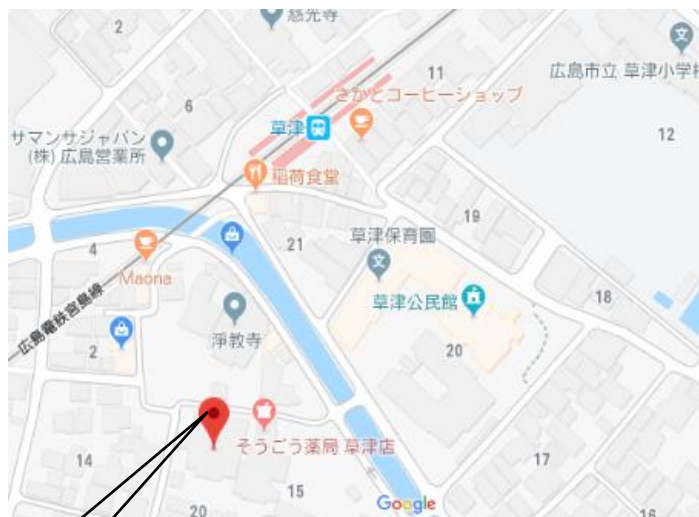 2
慈光寺
11
さかとコーヒーショップ
広島市立 草津小学校
6
草津
12
サマンサジャパン
(株) 広島営業所
稲荷食堂
19
4
21
草津保育園
Maona
草津公民館
18
広島電鉄宮島線
淨教寺
2
20
そうごう薬局 草津店
14
17
15
20
Google
16